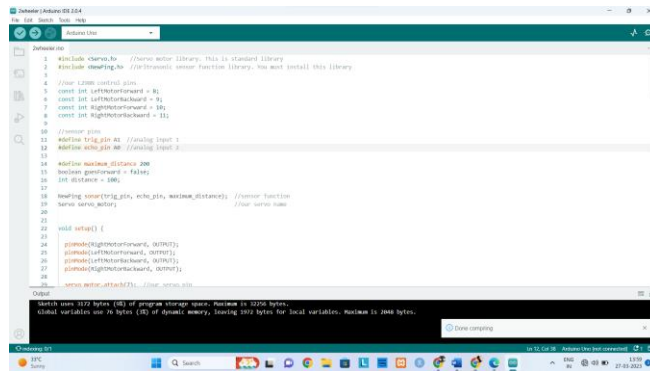 2wheeler | Arduino IDE 2.0.4
File Edit Sketch Tools Help
Arduino Uno
2wheeler.ino
1 #include <Servo.h> //Servo motor library. This is standard library
2 #include <NewPing.h> //Ultrasonic sensor function library. You must install this library
3
4 //our L298N control pins
5 const int LeftMotorForward = 8;
6 const int LeftMotorBackward = 9;
7 const int RightMotorForward = 10;
8 const int RightMotorBackward = 11;
9
10 //sensor pins
11 #define trig_pin A1 //analog input 1
12 #define echo_pin A0 //analog input 2
13
14 #define maximum_distance 200
15 boolean goesForward = false;
16 int distance = 100;
17
18 NewPing sonar(trig_pin, echo_pin, maximum_distance); //sensor function
19 Servo servo_motor; //our servo name
20
21
22 void setup() {
23
24 pinMode(RightMotorForward, OUTPUT);
25 pinMode(LeftMotorForward, OUTPUT);
26 pinMode(LeftMotorBackward, OUTPUT);
27 pinMode(RightMotorBackward, OUTPUT);
28
29 servo_motor.attach(7); //our servo pin
Output
Sketch uses 3172 bytes (9%) of program storage space. Maximum is 32256 bytes.
Global variables use 76 bytes (3%) of dynamic memory, leaving 1972 bytes for local variables. Maximum is 2048 bytes.
Done compiling
indexing: 0/1
Ln 12, Col 38 Arduino Uno [not connected]
33°C
Sunny
Search
ENG
IN
13:59
27-03-2023